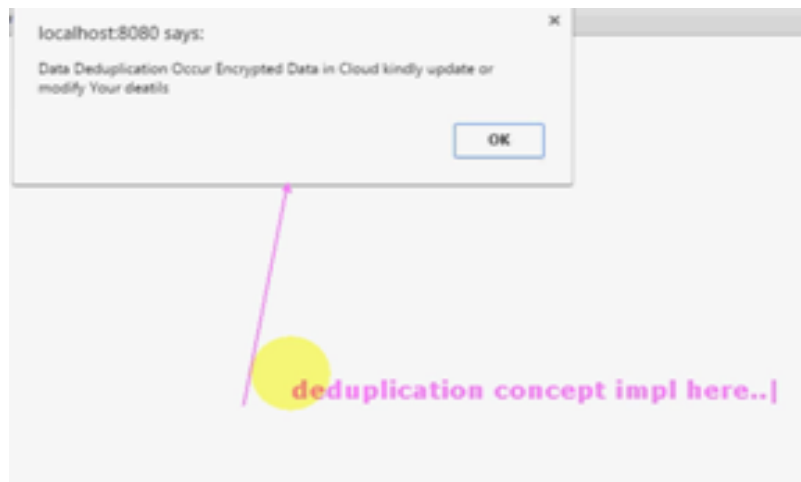 localhost:8080 says:
Data Deduplication Occur Encrypted Data in Cloud kindly update or
modify Your deatils
OK
deduplication concept impl here..|